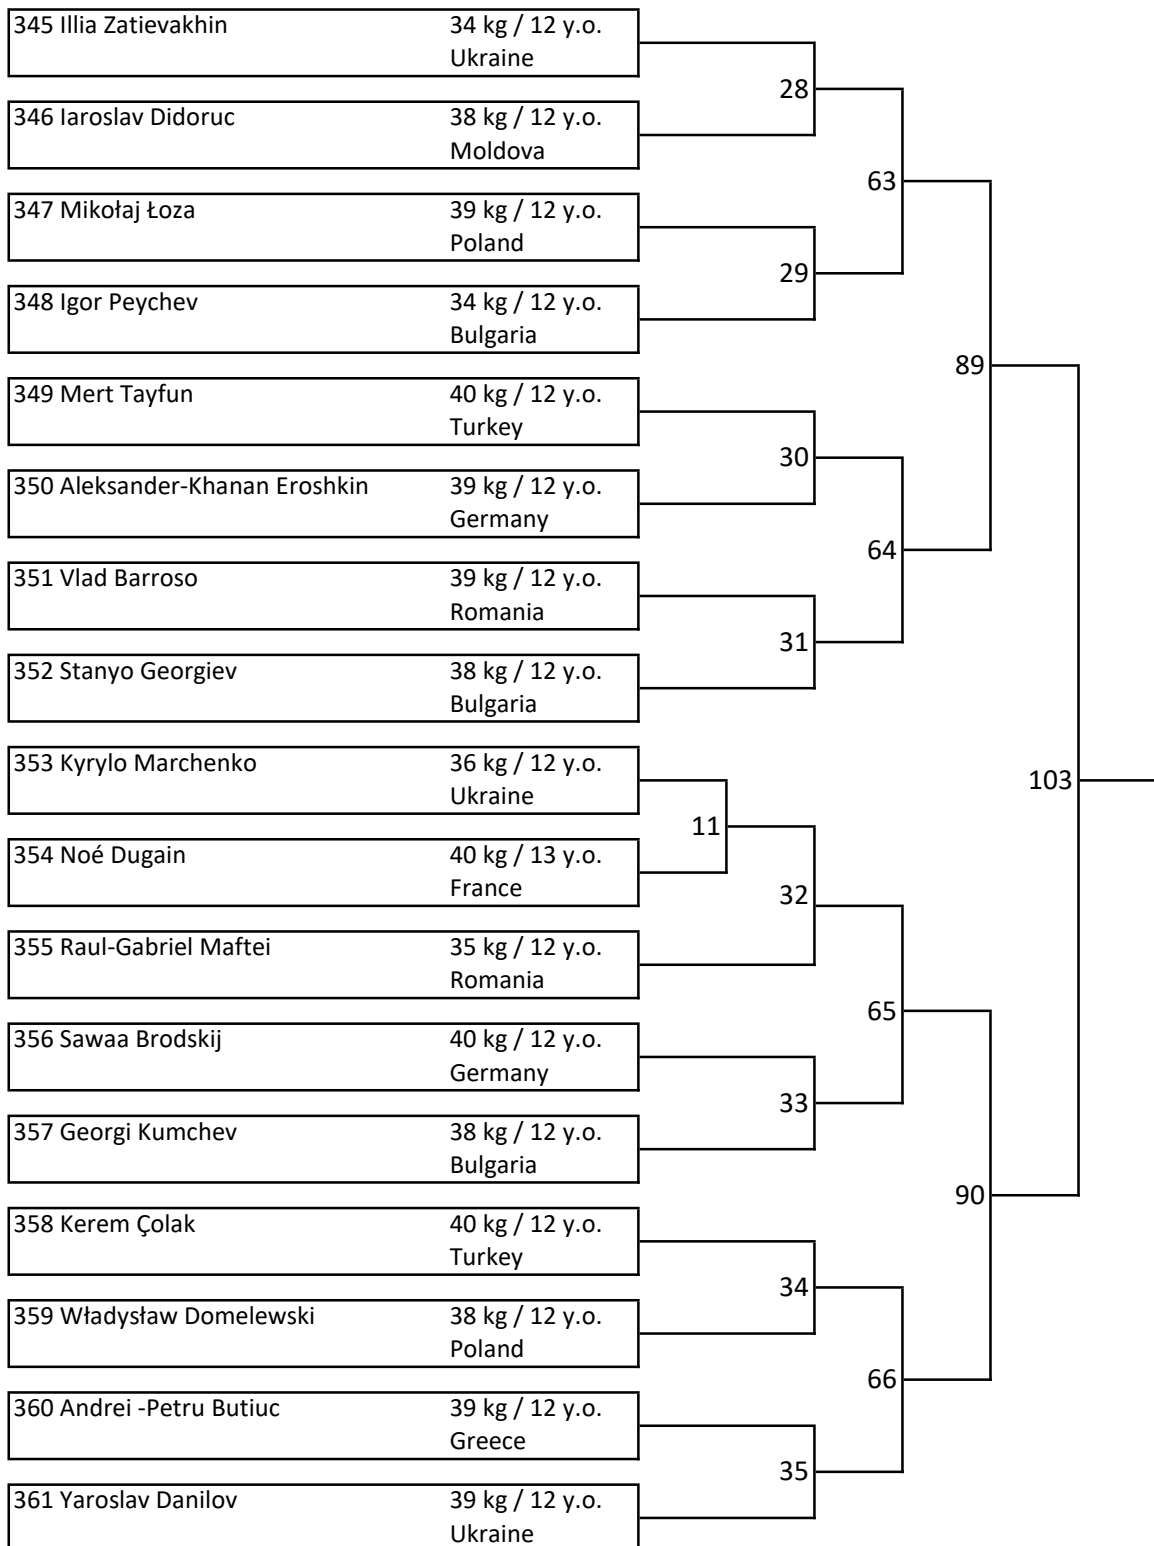 345 Illia Zatievakhin 34 kg / 12 y.o.
Ukraine
28
346 Iaroslav Didoruc 38 kg / 12 y.o.
Moldova
63
347 Mikołaj Łoza 39 kg / 12 y.o.
Poland
29
348 Igor Peychev 34 kg / 12 y.o.
Bulgaria
89
349 Mert Tayfun 40 kg / 12 y.o.
Turkey
30
350 Aleksander-Khanan Eroshkin 39 kg / 12 y.o.
Germany
64
351 Vlad Barroso 39 kg / 12 y.o.
Romania
31
352 Stanyo Georgiev 38 kg / 12 y.o.
Bulgaria
353 Kyrylo Marchenko 36 kg / 12 y.o.
103
Ukraine
11
354 Noé Dugain 40 kg / 13 y.o.
France
32
355 Raul-Gabriel Maftei 35 kg / 12 y.o.
Romania
65
356 Sawaa Brodskij 40 kg / 12 y.o.
Germany
33
357 Georgi Kumchev 38 kg / 12 y.o.
Bulgaria
90
358 Kerem Çolak 40 kg / 12 y.o.
Turkey
34
359 Władysław Domelewski 38 kg / 12 y.o.
Poland
66
360 Andrei -Petru Butiuc 39 kg / 12 y.o.
Greece
35
361 Yaroslav Danilov 39 kg / 12 y.o.
Ukraine